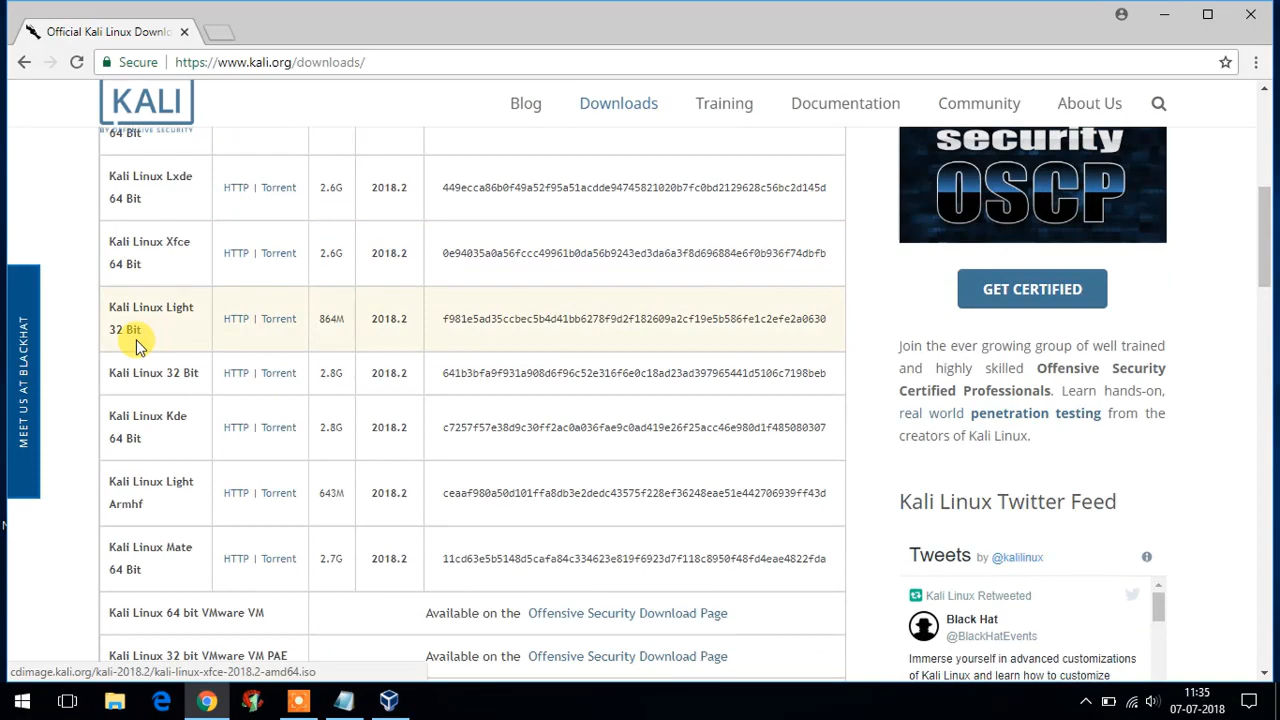 Official Kali Linux Downlo
Secure
https://www.kali.org/downloads/
KALI
BY OFFENSIVE SECURITY
Blog
Downloads
Training
Documentation
Community
About Us
64 Bit
Kali Linux Lxde
64 Bit
HTTP | Torrent
2.6G
2018.2
449ecca86b0f49a52f95a51acdde94745821020b7fc0bd2129628c56bc2d145d
Kali Linux Xfce
64 Bit
HTTP | Torrent
2.6G
2018.2
0e94035a0a56fccc49961b0da56b9243ed3da6a3f8d696884e6f0b936f74dbfb
Kali Linux Light
32 Bit
HTTP | Torrent
864M
2018.2
f981e5ad35ccbec5b4d41bb6278f9d2f182609a2cf19e5b586fe1c2efe2a0630
Kali Linux 32 Bit
HTTP | Torrent
2.8G
2018.2
641b3bfa9f931a908d6f96c52e316f6e0c18ad23ad397965441d5106c7198beb
Kali Linux Kde
64 Bit
HTTP | Torrent
2.8G
2018.2
c7257f57e38d9c30ff2ac0a036fae9c0ad419e26f25acc46e980d1f485080307
Kali Linux Light
Armhf
HTTP | Torrent
643M
2018.2
ceaaf980a50d101ffa8db3e2dedc43575f228ef36248eae51e442706939ff43d
Kali Linux Mate
64 Bit
HTTP | Torrent
2.7G
2018.2
11cd63e5b5148d5cafa84c334623e819f6923d7f118c8950f48fd4eae4822fda
Kali Linux 64 bit VMware VM
Available on the Offensive Security Download Page
Kali Linux 32 bit VMware VM PAE
Available on the Offensive Security Download Page
cdimage.kali.org/kali-2018.2/kali-linux-xfce-2018.2-amd64.iso
MEET US AT BLACKHAT
security
OSCP
GET CERTIFIED
Join the ever growing group of well trained
and highly skilled Offensive Security
Certified Professionals. Learn hands-on,
real world penetration testing from the
creators of Kali Linux.
Kali Linux Twitter Feed
Tweets by @kalilinux
Kali Linux Retweeted
Black Hat
@BlackHatEvents
Immerse yourself in advanced customizations
of Kali Linux and learn how to customize
11:35
07-07-2018